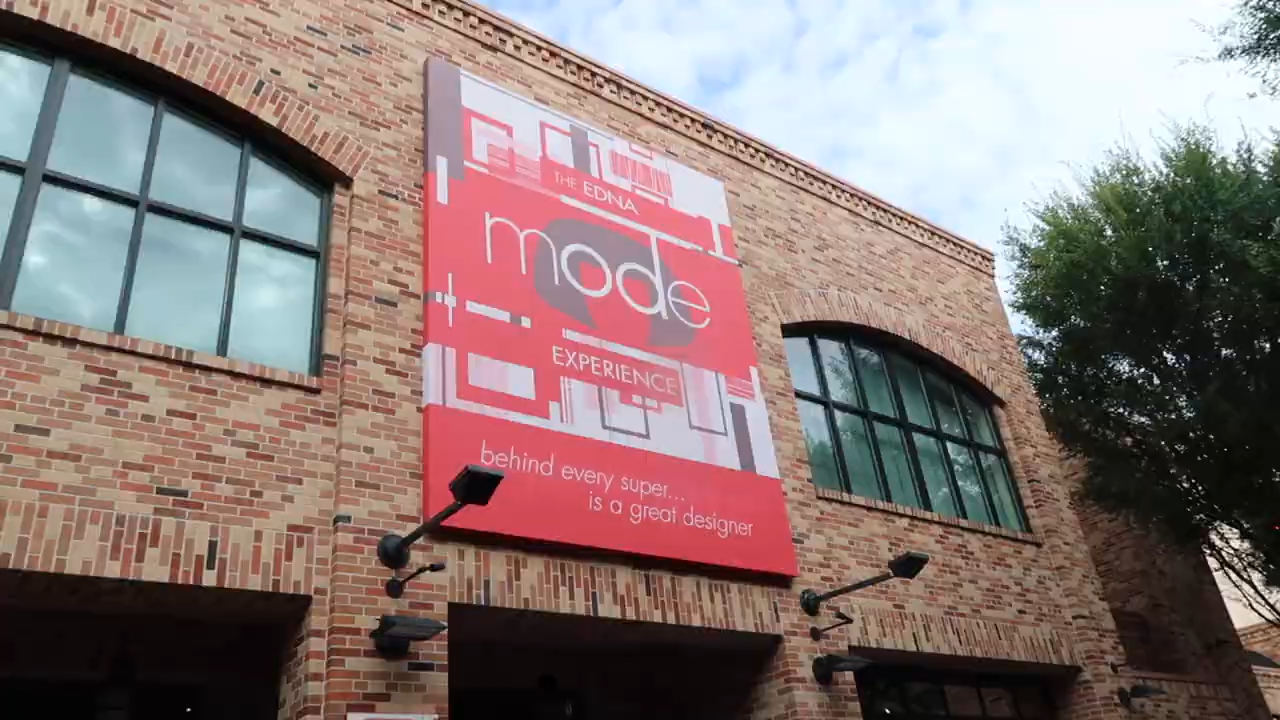 THE EDNA
mode
EXPERIENCE
behind every super...
is a great designer